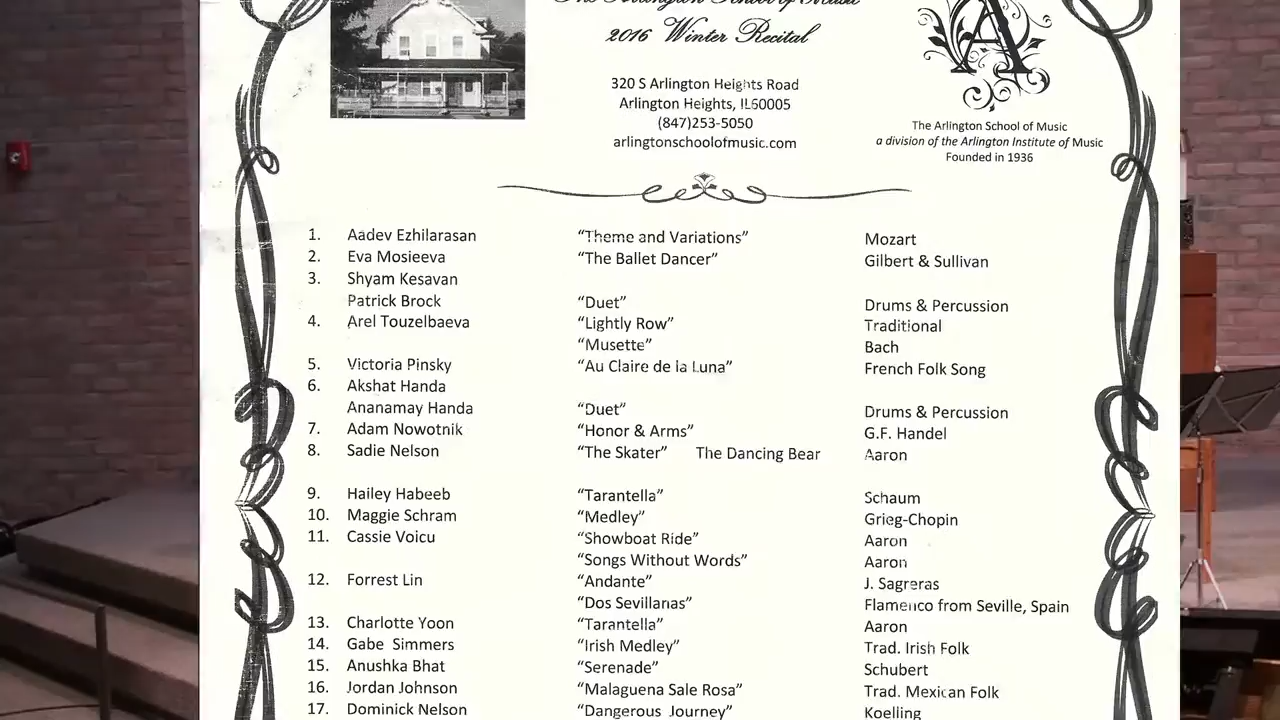 The Arlington School of Music
2016 Winter Recital
320 S Arlington Heights Road
Arlington Heights, IL60005
(847)253-5050
arlingtonschoolofmusic.com
A
The Arlington School of Music
a division of the Arlington Institute of Music
Founded in 1936
1. Aadev Ezhilarasan "Theme and Variations" Mozart
2. Eva Mosieeva "The Ballet Dancer" Gilbert & Sullivan
3. Shyam Kesavan
Patrick Brock "Duet" Drums & Percussion
4. Arel Touzelbaeva "Lightly Row" Traditional
"Musette" Bach
5. Victoria Pinsky "Au Claire de la Luna" French Folk Song
6. Akshat Handa
Ananamay Handa "Duet" Drums & Percussion
7. Adam Nowotnik "Honor & Arms" G.F. Handel
8. Sadie Nelson "The Skater" The Dancing Bear Aaron
9. Hailey Habeeb "Tarantella" Schaum
10. Maggie Schram "Medley" Grieg-Chopin
11. Cassie Voicu "Showboat Ride" Aaron
"Songs Without Words" Aaron
12. Forrest Lin "Andante" J. Sagreras
"Dos Sevillanas" Flamenco from Seville, Spain
13. Charlotte Yoon "Tarantella" Aaron
14. Gabe Simmers "Irish Medley" Trad. Irish Folk
15. Anushka Bhat "Serenade" Schubert
16. Jordan Johnson "Malaguena Sale Rosa" Trad. Mexican Folk
17. Dominick Nelson "Dangerous Journey" Koelling